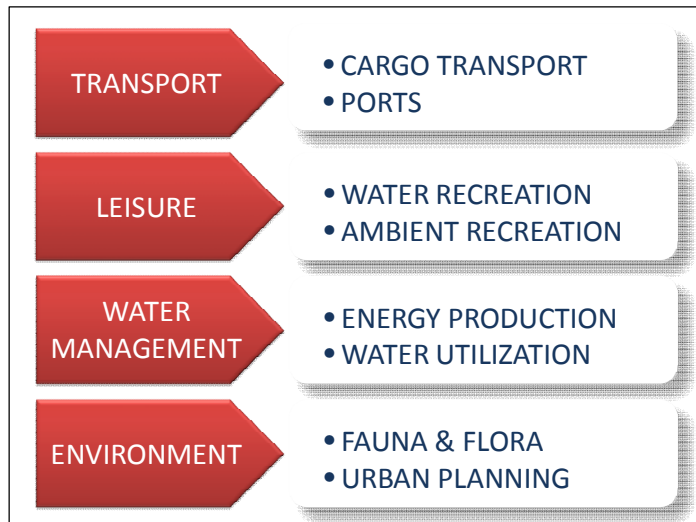 TRANSPORT
• CARGO TRANSPORT
• PORTS
LEISURE
• WATER RECREATION
• AMBIENT RECREATION
WATER
MANAGEMENT
• ENERGY PRODUCTION
• WATER UTILIZATION
ENVIRONMENT
• FAUNA & FLORA
• URBAN PLANNING